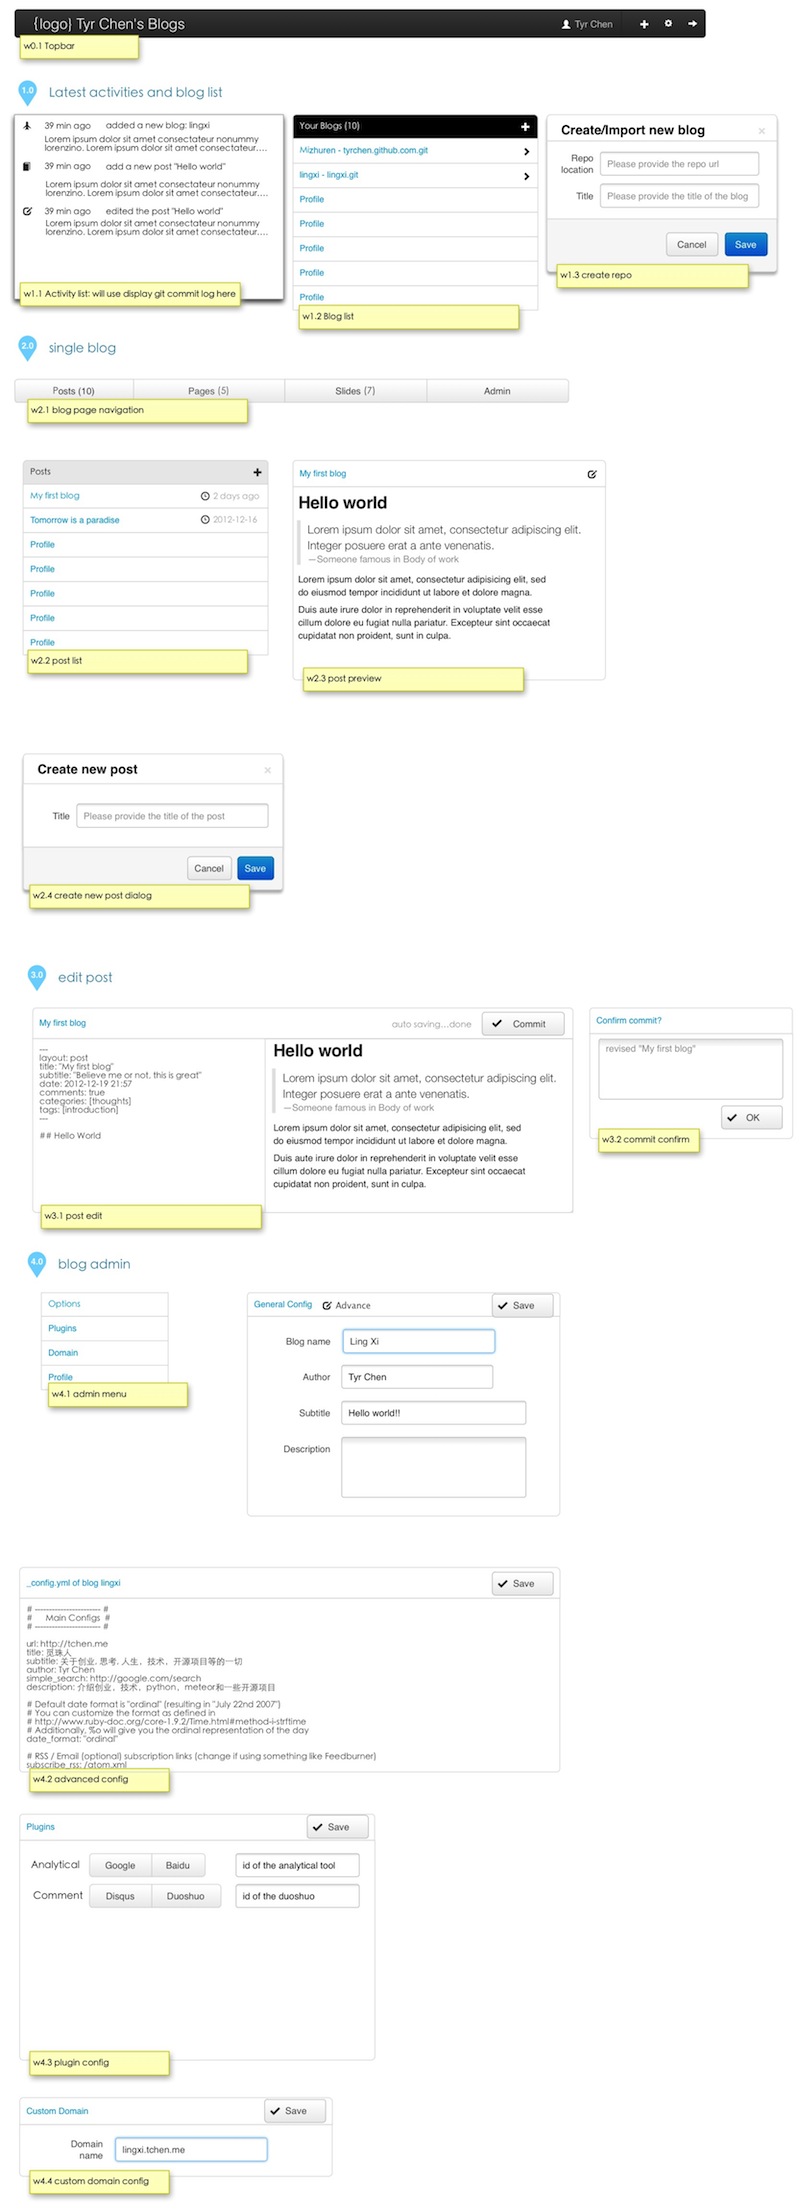 {logo} Tyr Chen's Blogs
Tyr Chen
w0.1 Topbar
1.0
Latest activities and blog list
39 min ago added a new blog: lingxi
Lorem ipsum dolor sit amet consectetur nonummy
lorenzino. Lorem ipsum dolor sit amet consectetur....
39 min ago add a new post "Hello world"
Lorem ipsum dolor sit amet consectetur nonummy
lorenzino. Lorem ipsum dolor sit amet consectetur....
39 min ago edited the post "Hello world"
Lorem ipsum dolor sit amet consectetur nonummy
lorenzino. Lorem ipsum dolor sit amet consectetur....
w1.1 Activity list: will use display git commit log here
Your Blogs (10)
Mizhuren - tyrchen.github.com.git
lingxi - lingxi.git
Profile
Profile
Profile
Profile
Profile
w1.2 Blog list
Create/Import new blog
×
Repo
location
Please provide the repo url
Title
Please provide the title of the blog
Cancel
Save
w1.3 create repo
2.0
single blog
Posts (10)
Pages (5)
Slides (7)
Admin
w2.1 blog page navigation
Posts
My first blog
2 days ago
Tomorrow is a paradise
2012-12-16
Profile
Profile
Profile
Profile
Profile
w2.2 post list
My first blog
Hello world
Lorem ipsum dolor sit amet, consectetur adipiscing elit.
Integer posuere erat a ante venenatis.
—Someone famous in Body of work
Lorem ipsum dolor sit amet, consectetur adipisicing elit, sed
do eiusmod tempor incididunt ut labore et dolore magna.
Duis aute irure dolor in reprehenderit in voluptate velit esse
cillum dolore eu fugiat nulla pariatur. Excepteur sint occaecat
cupidatat non proident, sunt in culpa.
w2.3 post preview
Create new post
×
Title
Please provide the title of the post
Cancel
Save
w2.4 create new post dialog
3.0
edit post
My first blog
auto saving...done
Commit
---
layout: post
title: "My first blog"
subtitle: "Believe me or not, this is great"
date: 2012-12-19 21:57
comments: true
categories: [thoughts]
tags: [introduction]
---
## Hello World
Hello world
Lorem ipsum dolor sit amet, consectetur adipiscing elit.
Integer posuere erat a ante venenatis.
—Someone famous in Body of work
Lorem ipsum dolor sit amet, consectetur adipisicing elit, sed
do eiusmod tempor incididunt ut labore et dolore magna.
Duis aute irure dolor in reprehenderit in voluptate velit esse
cillum dolore eu fugiat nulla pariatur. Excepteur sint occaecat
cupidatat non proident, sunt in culpa.
w3.1 post edit
Confirm commit?
revised "My first blog"
OK
w3.2 commit confirm
4.0
blog admin
Options
Plugins
Domain
Profile
w4.1 admin menu
General Config
Advance
Save
Blog name
Ling Xi
Author
Tyr Chen
Subtitle
Hello world!!
Description
_config.yml of blog lingxi
Save
# ----------------------- #
# Main Configs #
# ----------------------- #
url: http://tchen.me
title: 觅珠人
subtitle: 关于创业, 思考, 人生，技术，开源项目等的一切
author: Tyr Chen
simple_search: http://google.com/search
description: 介绍创业，技术，python，meteor和一些开源项目
# Default date format is "ordinal" (resulting in "July 22nd 2007")
# You can customize the format as defined in
# http://www.ruby-doc.org/core-1.9.2/Time.html#method-i-strftime
# Additionally, %o will give you the ordinal representation of the day
date_format: "ordinal"
# RSS / Email (optional) subscription links (change if using something like Feedburner)
subscribe_rss: /atom.xml
w4.2 advanced config
Plugins
Save
Analytical
Google
Baidu
id of the analytical tool
Comment
Disqus
Duoshuo
id of the duoshuo
w4.3 plugin config
Custom Domain
Save
Domain
name
lingxi.tchen.me
w4.4 custom domain config